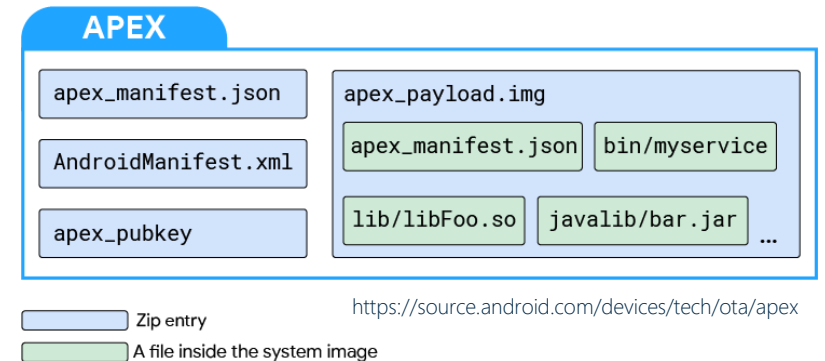 APEX
apex_manifest.json
AndroidManifest.xml
apex_pubkey
apex_payload.img
apex_manifest.json
bin/myservice
lib/libFoo.so
javalib/bar.jar
...
https://source.android.com/devices/tech/ota/apex
Zip entry
A file inside the system image